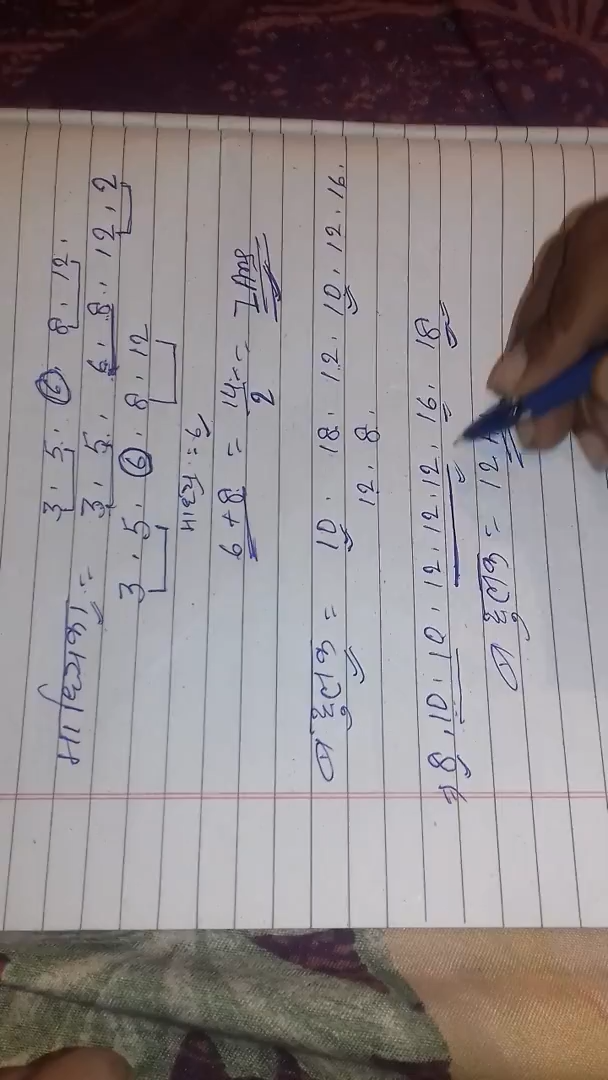 माध्यिका = 3, 5, 6, 8, 12,
3, 5, 6, 8, 12, 2
3, 5, 6, 8, 12
माध्य = 6
6+8 = 14/2 = 7 Ans
बहुलक = 10, 18, 12, 10, 12, 16,
12, 8,
⇒ 8, 10, 10, 12, 12, 12, 16, 18
बहुलक = 12